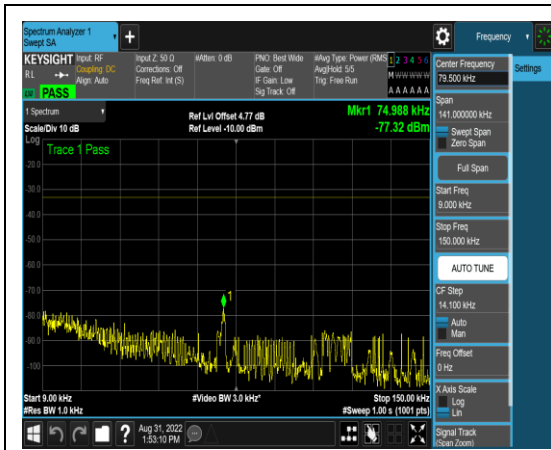 Spectrum Analyzer 1
Swept SA
Frequency
KEYSIGHT
Input: RF
Coupling: DC
Align: Auto
Input Z: 50 Ω
Corrections: Off
Freq Ref: Int (S)
#Atten: 0 dB
PNO: Best Wide
Gate: Off
IF Gain: Low
Sig Track: Off
#Avg Type: Power (RMS
Avg|Hold: 5/5
Trig: Free Run
1 2 3 4 5 6
M W W W W W
A A A A A A
RL
LXI
PASS
1 Spectrum
Scale/Div 10 dB
Ref Lvl Offset 4.77 dB
Ref Level -10.00 dBm
Mkr1 74.988 kHz
-77.32 dBm
Log
Trace 1 Pass
-20.0
-30.0
-40.0
-50.0
-60.0
-70.0
-80.0
-90.0
-100
1
Start 9.00 kHz
#Res BW 1.0 kHz
#Video BW 3.0 kHz*
Stop 150.00 kHz
#Sweep 1.00 s (1001 pts)
Aug 31, 2022
1:53:10 PM
Center Frequency
79.500 kHz
Settings
Span
141.000000 kHz
Swept Span
Zero Span
Full Span
Start Freq
9.000 kHz
Stop Freq
150.000 kHz
AUTO TUNE
CF Step
14.100 kHz
Auto
Man
Freq Offset
0 Hz
X Axis Scale
Log
Lin
Signal Track
(Span Zoom)